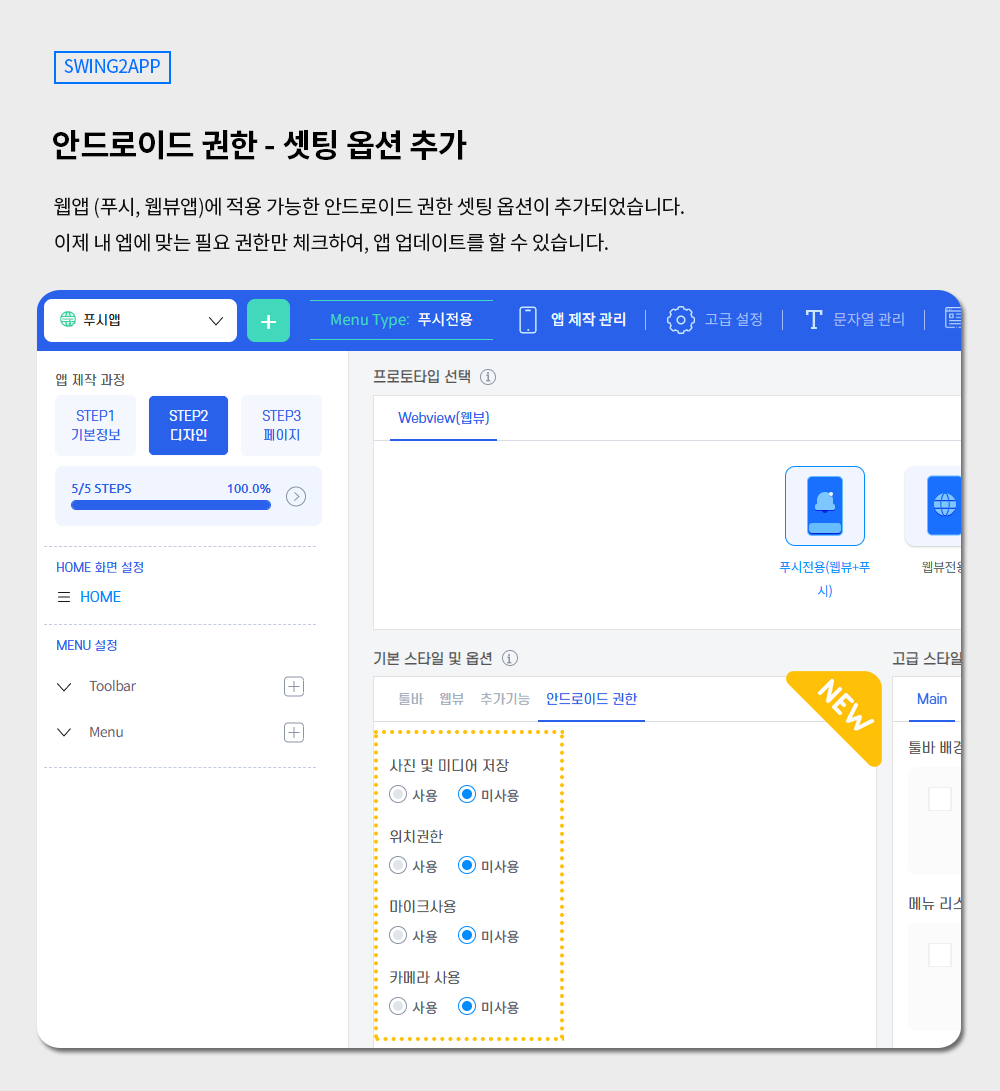 SWING2APP
안드로이드 권한 - 셋팅 옵션 추가
웹앱 (푸시, 웹뷰앱)에 적용 가능한 안드로이드 권한 셋팅 옵션이 추가되었습니다.
이제 내 엡에 맞는 필요 권한만 체크하여, 앱 업데이트를 할 수 있습니다.
푸시앱
Menu Type: 푸시전용
앱 제작 관리
고급 설정
문자열 관리
앱 제작 과정
STEP1
기본정보
STEP2
디자인
STEP3
페이지
5/5 STEPS 100.0%
HOME 화면 설정
HOME
MENU 설정
Toolbar
Menu
프로토타입 선택
Webview(웹뷰)
푸시전용(웹뷰+푸
시)
웹뷰전용
기본 스타일 및 옵션
툴바 웹뷰 추가기능 안드로이드 권한
NEW
사진 및 미디어 저장
사용 미사용
위치권한
사용 미사용
마이크사용
사용 미사용
카메라 사용
사용 미사용
고급 스타일
Main
툴바 배경
메뉴 리스